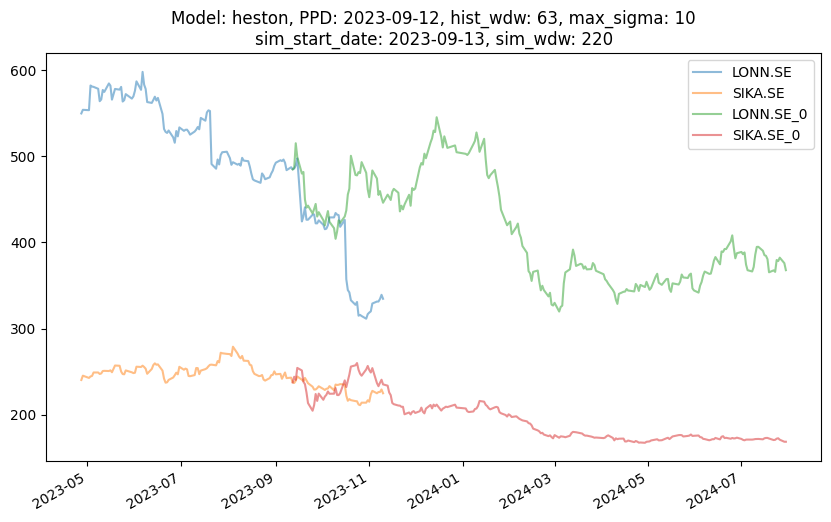 Model: heston, PPD: 2023-09-12, hist_wdw: 63, max_sigma: 10
sim_start_date: 2023-09-13, sim_wdw: 220
LONN.SE
SIKA.SE
LONN.SE_0
SIKA.SE_0
600
500
400
300
200
2023-05
2023-07
2023-09
2023-11
2024-01
2024-03
2024-05
2024-07